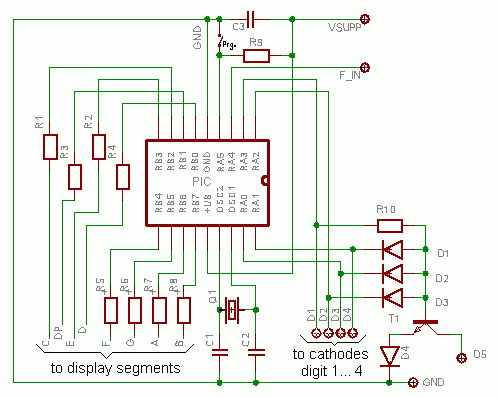 C3
VSUPP
GND
Prg.
R9
F_IN
R1
R2
R3
R4
RB3
RB2
RB1
RB0
GND
RA5
RA4
RA3
RA2
PIC
RB4
RB5
RB6
RB7
+UB
OSC2
OSC1
RA0
RA1
R10
D1
D2
D3
R5
R6
R7
R8
Q1
D1
D2
D3
D4
T1
C
DP
E
D
F
G
A
B
C1
C2
D4
D5
to display segments
to cathodes
digit 1... 4
GND